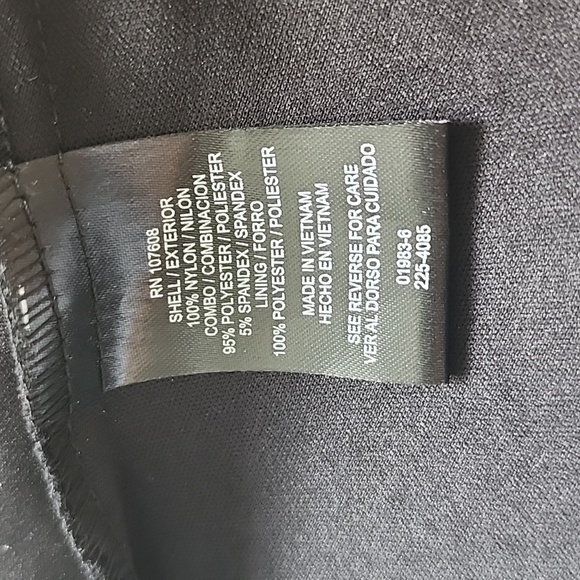 RN 107608
SHELL / EXTERIOR
100% NYLON / NILON
COMBO / COMBINACION
95% POLYESTER / POLIESTER
5% SPANDEX / SPANDEX
LINING / FORRO
100% POLYESTER / POLIESTER
MADE IN VIETNAM
HECHO EN VIETNAM
SEE REVERSE FOR CARE
VER AL DORSO PARA CUIDADO
01983-6
225-4085